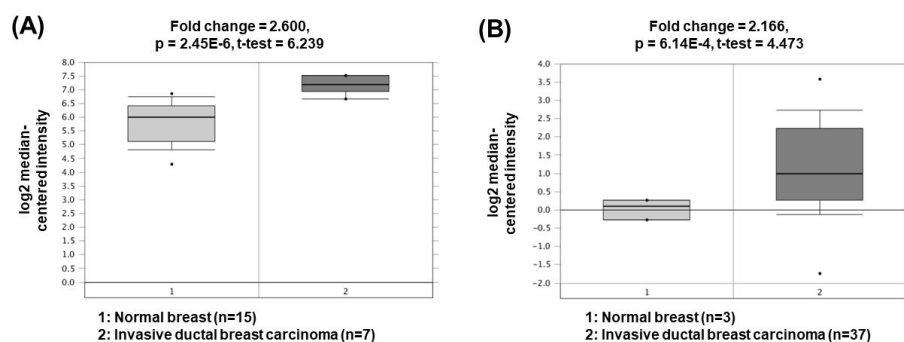 (A)
Fold change = 2.600,
p = 2.45E-6, t-test = 6.239
log2 median-
centered intensity
8.0
7.5
7.0
6.5
6.0
5.5
5.0
4.5
4.0
3.5
3.0
2.5
2.0
1.5
1.0
0.5
0.0
1
2
1: Normal breast (n=15)
2: Invasive ductal breast carcinoma (n=7)
(B)
Fold change = 2.166,
p = 6.14E-4, t-test = 4.473
log2 median-
centered intensity
4.0
3.5
3.0
2.5
2.0
1.5
1.0
0.5
0.0
-0.5
-1.0
-1.5
-2.0
1
2
1: Normal breast (n=3)
2: Invasive ductal breast carcinoma (n=37)